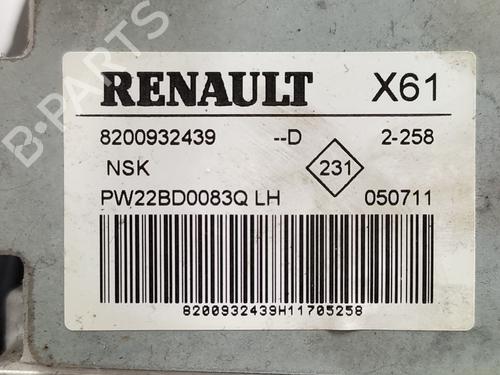 B-PARTS
RENAULT X61
8200932439 --D 2-258
NSK 231
PW22BD0083Q LH 050711
8200932439H11705258